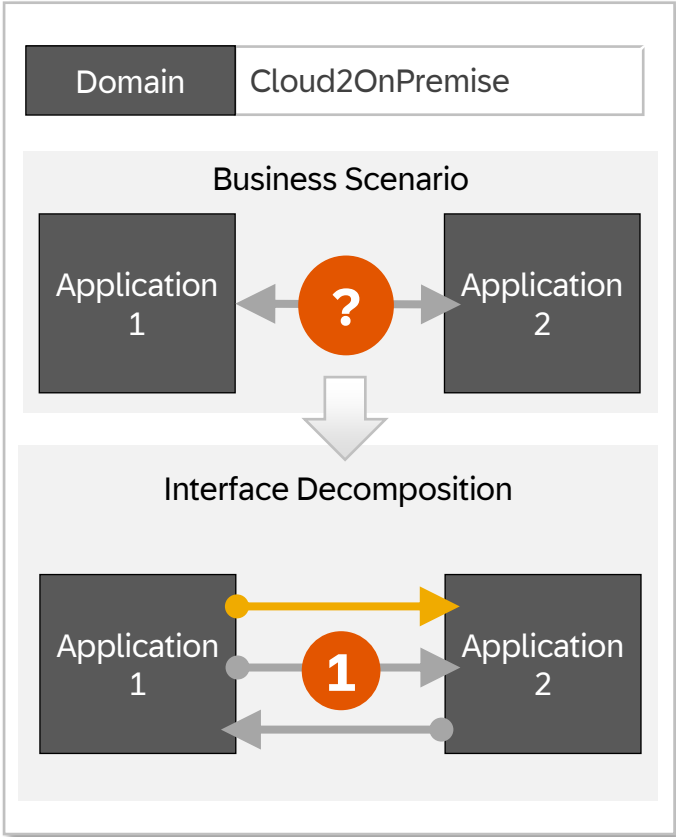 Domain
Cloud2OnPremise
Business Scenario
Application
1
?
Application
2
Interface Decomposition
Application
1
1
Application
2